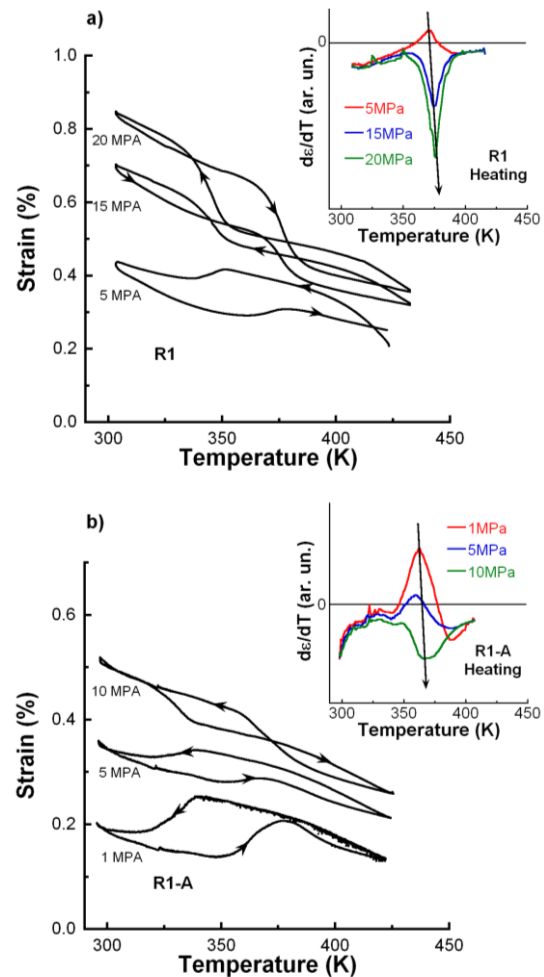 a)
1.0
0.8
0.6
0.4
0.2
0.0
Strain (%)
300
350
400
450
Temperature (K)
20 MPA
15 MPA
5 MPA
R1
0
dε/dT (ar. un.)
5MPa
15MPa
20MPa
R1
Heating
300
350
400
450
Temperature (K)
b)
0.6
0.4
0.2
0.0
Strain (%)
300
350
400
450
Temperature (K)
10 MPA
5 MPA
1 MPA
R1-A
0
dε/dT (ar. un.)
1MPa
5MPa
10MPa
R1-A
Heating
300
350
400
450
Temperature (K)